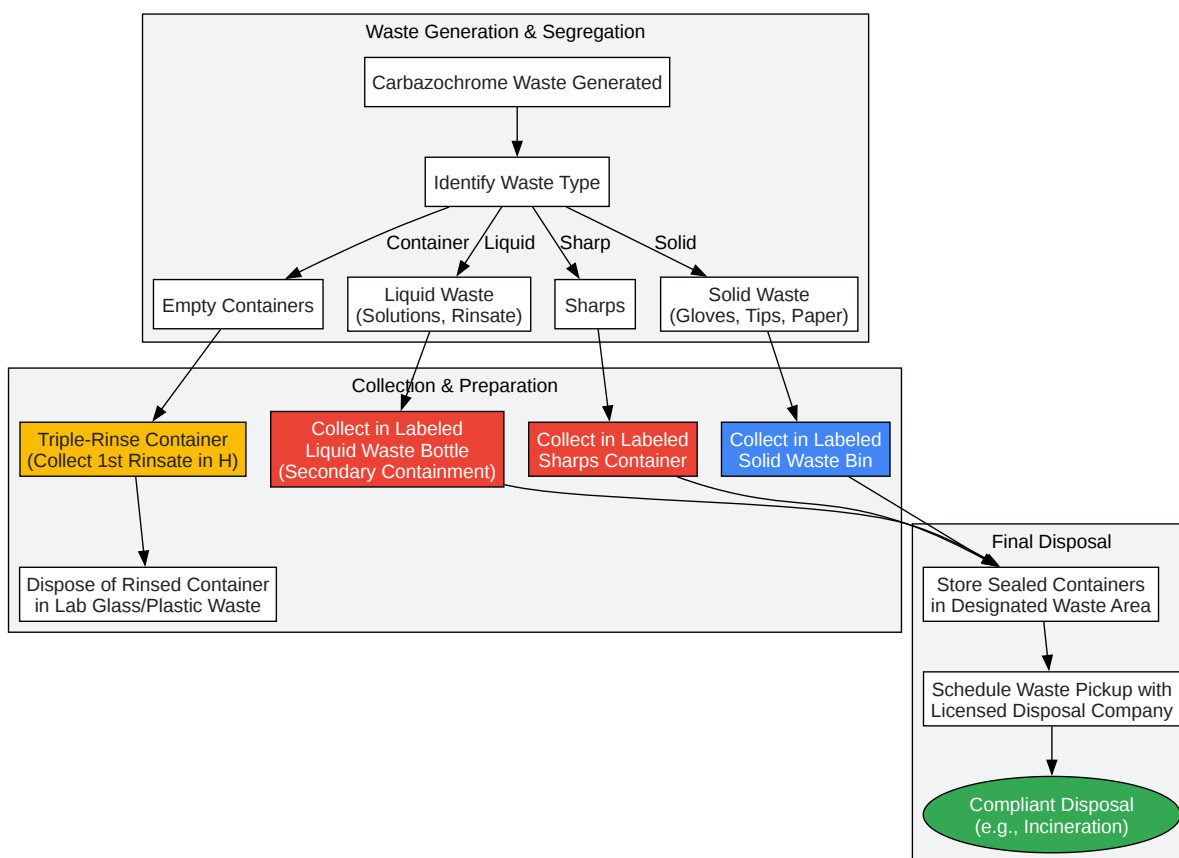 Waste Generation & Segregation
Carbazochrome Waste Generated
Identify Waste Type
Container
Liquid
Sharp
Solid
Empty Containers
Liquid Waste
(Solutions, Rinsate)
Sharps
Solid Waste
(Gloves, Tips, Paper)
Collection & Preparation
Triple-Rinse Container
(Collect 1st Rinsate in H)
Collect in Labeled
Liquid Waste Bottle
(Secondary Containment)
Collect in Labeled
Sharps Container
Collect in Labeled
Solid Waste Bin
Dispose of Rinsed Container
in Lab Glass/Plastic Waste
Final Disposal
Store Sealed Containers
in Designated Waste Area
Schedule Waste Pickup with
Licensed Disposal Company
Compliant Disposal
(e.g., Incineration)